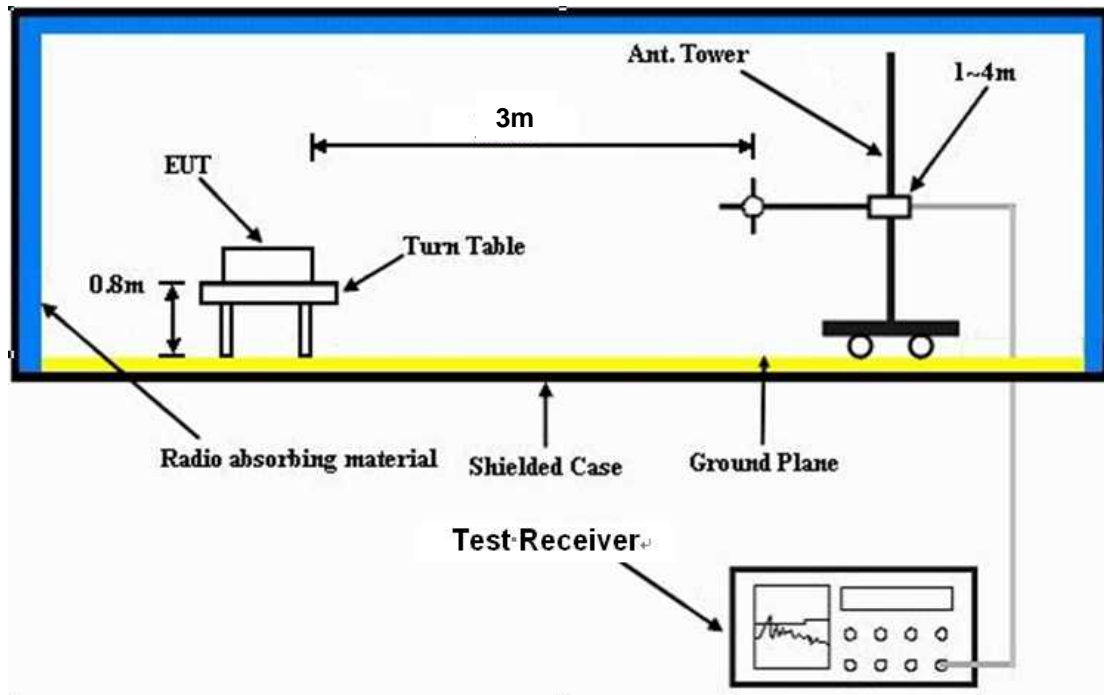 Ant. Tower
1~4m
3m
EUT
Turn Table
0.8m
Radio absorbing material
Shielded Case
Ground Plane
Test Receiver